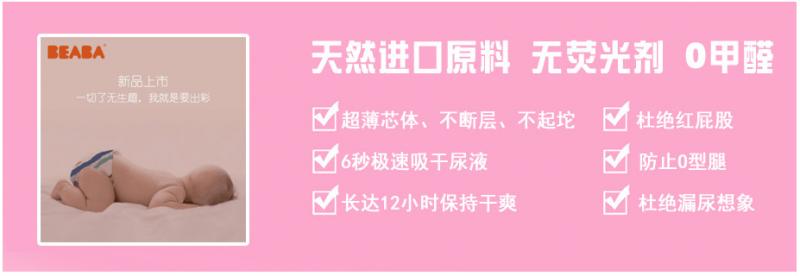 BEABA
新品上市
一切了无生趣，我就是要出彩
天然进口原料 无荧光剂 0甲醛
超薄芯体、不断层、不起坨
杜绝红屁股
6秒极速吸干尿液
防止O型腿
长达12小时保持干爽
杜绝漏尿想象